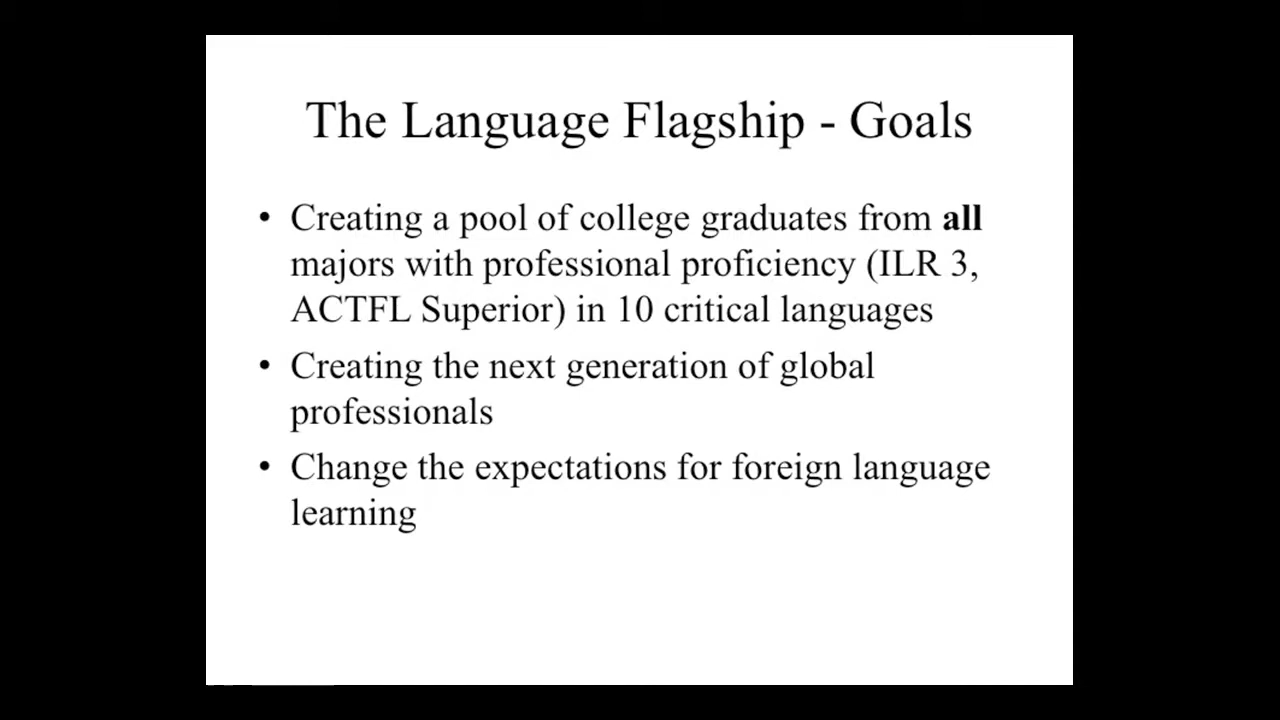 The Language Flagship - Goals
• Creating a pool of college graduates from all
majors with professional proficiency (ILR 3,
ACTFL Superior) in 10 critical languages
• Creating the next generation of global
professionals
• Change the expectations for foreign language
learning